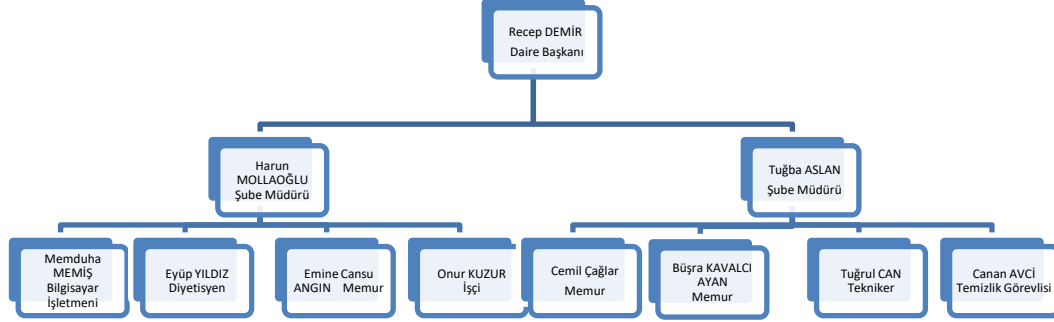 Recep DEMİR
Daire Başkanı
Harun
MOLLAOĞLU
Şube Müdürü
Tuğba ASLAN
Şube Müdürü
Memduha
MEMİŞ
Bilgisayar
İşletmeni
Eyüp YILDIZ
Diyetisyen
Emine Cansu
ANGIN Memur
Onur KUZUR
İşçi
Cemil Çağlar
Memur
Büşra KAVALCI
AYAN
Memur
Tuğrul CAN
Tekniker
Canan AVCİ
Temizlik Görevlisi